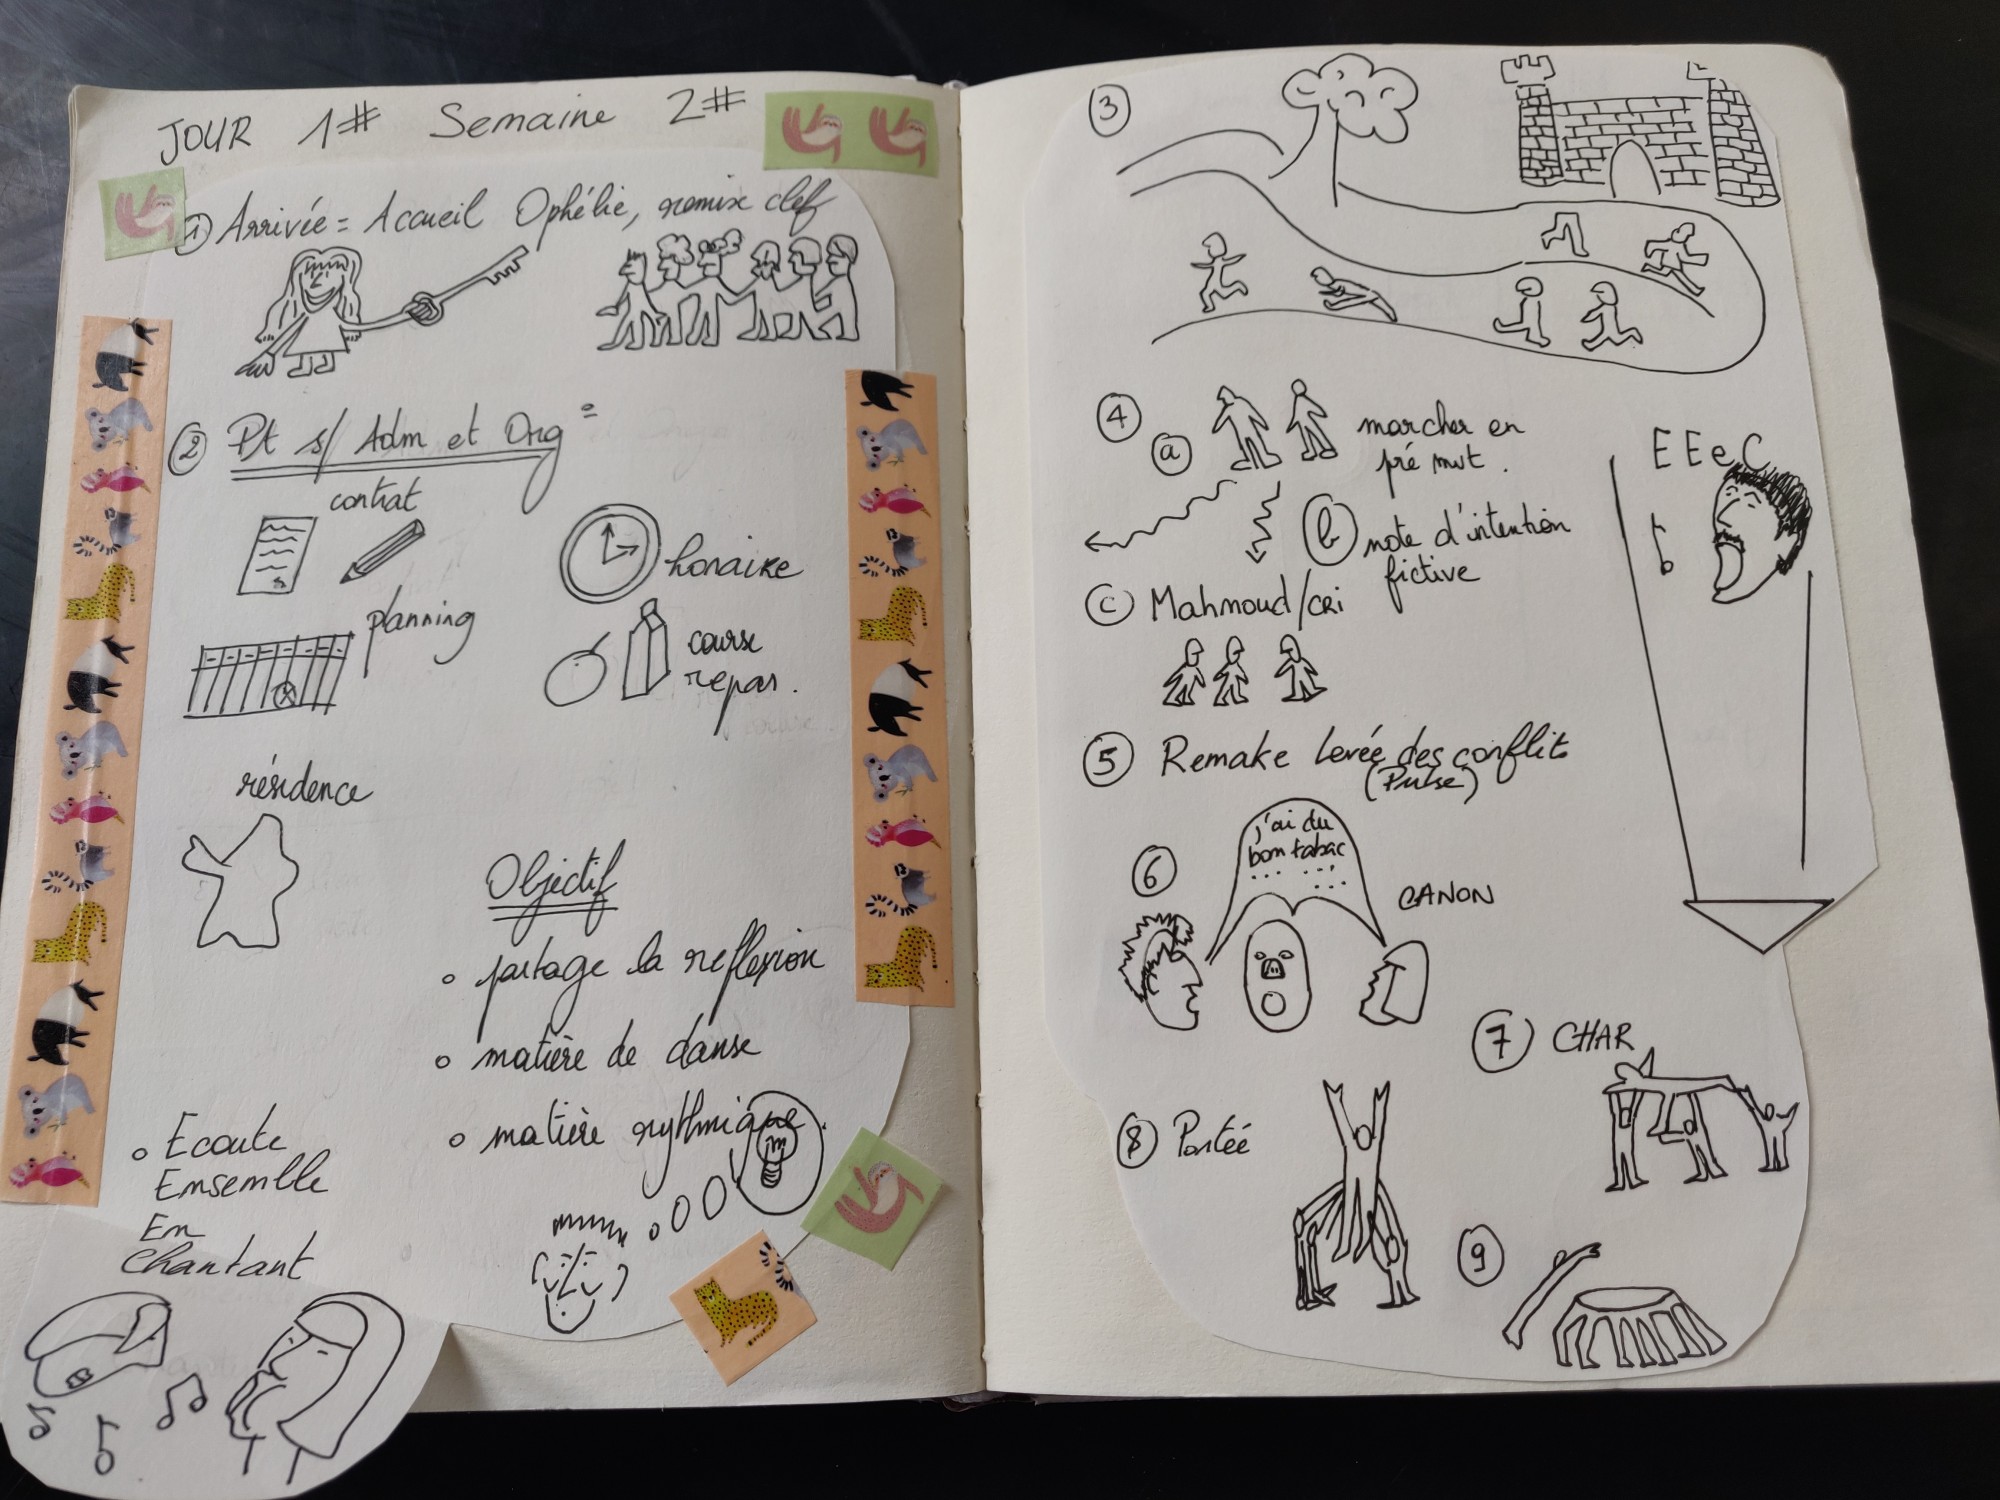 JOUR 1# Semaine 2#
1 Arrivée = Accueil Ophélie, remise clef
2 Pt s/ Adm et Org =
contrat
horaire
planning
course
repas.
résidence
Objectif
o partage la reflexion
o matière de danse
o matière rythmique.
o Ecoute
Ensemble
En
chantant
3
4
a
marcher en
pré mvt.
b note d'intention
fictive
c Mahmoud/cri
EEeC
5 Remake levée des conflits
(Pulse)
6
j'ai du
bon tabac
... ... ...
CANON
7 CHAR
8 Portée
9